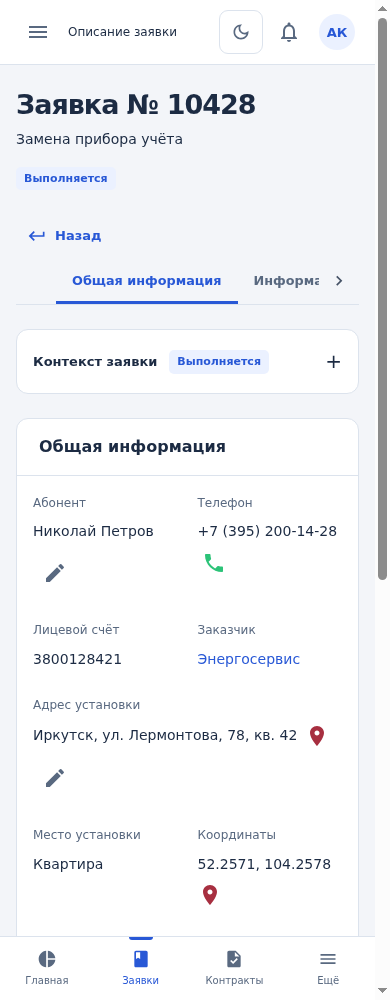 Описание заявки
АК
Заявка № 10428
Замена прибора учёта
Выполняется
Назад
Общая информация
Информа
Контекст заявки
Выполняется
Общая информация
Абонент
Телефон
Николай Петров
+7 (395) 200-14-28
Лицевой счёт
Заказчик
3800128421
Энергосервис
Адрес установки
Иркутск, ул. Лермонтова, 78, кв. 42
Место установки
Координаты
Квартира
52.2571, 104.2578
Главная
Заявки
Контракты
Ещё